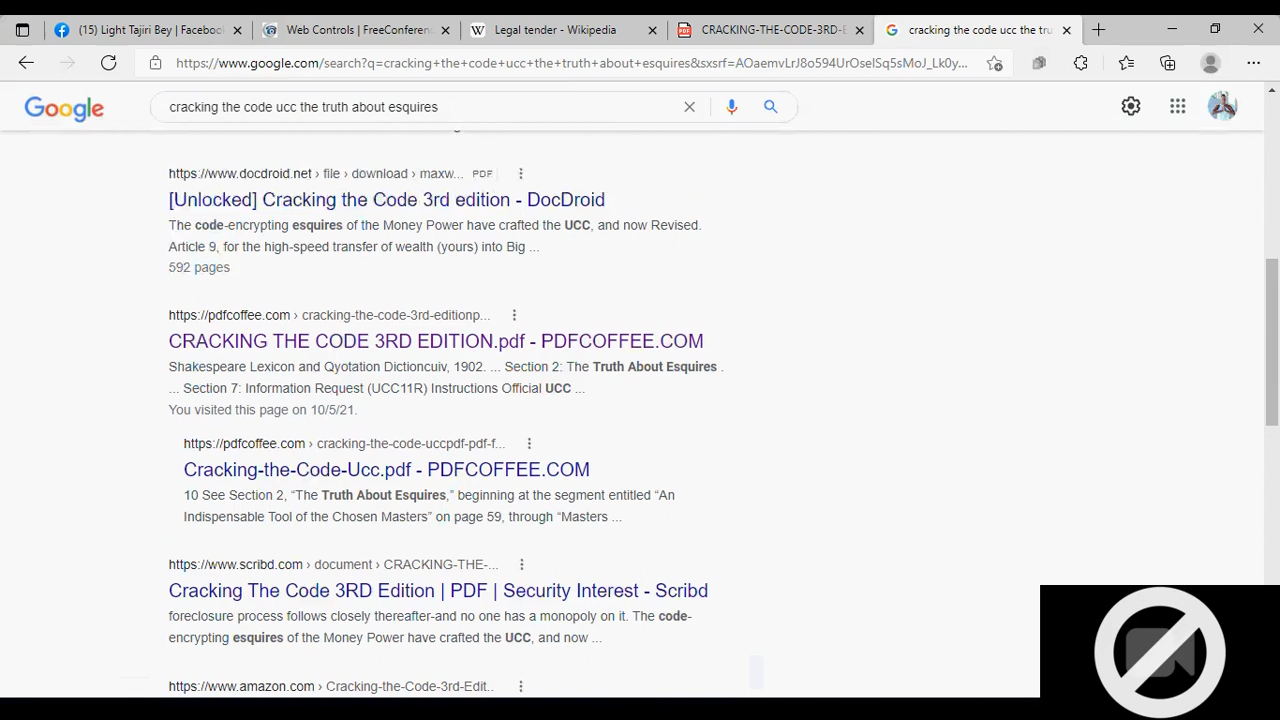 (15) Light Tajiri Bey | Facebook
Web Controls | FreeConferen
Legal tender - Wikipedia
CRACKING-THE-CODE-3RD-E
cracking the code ucc the tru
https://www.google.com/search?q=cracking+the+code+ucc+the+truth+about+esquires&sxsrf=AOaemvLrJ8o594UrOselSq5sMoJ_Lk0y...
Google
cracking the code ucc the truth about esquires
https://www.docdroid.net › file › download › maxw... PDF
[Unlocked] Cracking the Code 3rd edition - DocDroid
The code-encrypting esquires of the Money Power have crafted the UCC, and now Revised.
Article 9, for the high-speed transfer of wealth (yours) into Big ...
592 pages
https://pdfcoffee.com › cracking-the-code-3rd-editionp...
CRACKING THE CODE 3RD EDITION.pdf - PDFCOFFEE.COM
Shakespeare Lexicon and Qyotation Dictioncuiv, 1902. ... Section 2: The Truth About Esquires .
... Section 7: Information Request (UCC11R) Instructions Official UCC ...
You visited this page on 10/5/21.
https://pdfcoffee.com › cracking-the-code-uccpdf-pdf-f...
Cracking-the-Code-Ucc.pdf - PDFCOFFEE.COM
10 See Section 2, “The Truth About Esquires,” beginning at the segment entitled “An
Indispensable Tool of the Chosen Masters” on page 59, through “Masters ...
https://www.scribd.com › document › CRACKING-THE-...
Cracking The Code 3RD Edition | PDF | Security Interest - Scribd
foreclosure process follows closely thereafter-and no one has a monopoly on it. The code-
encrypting esquires of the Money Power have crafted the UCC, and now ...
https://www.amazon.com › Cracking-the-Code-3rd-Edit..